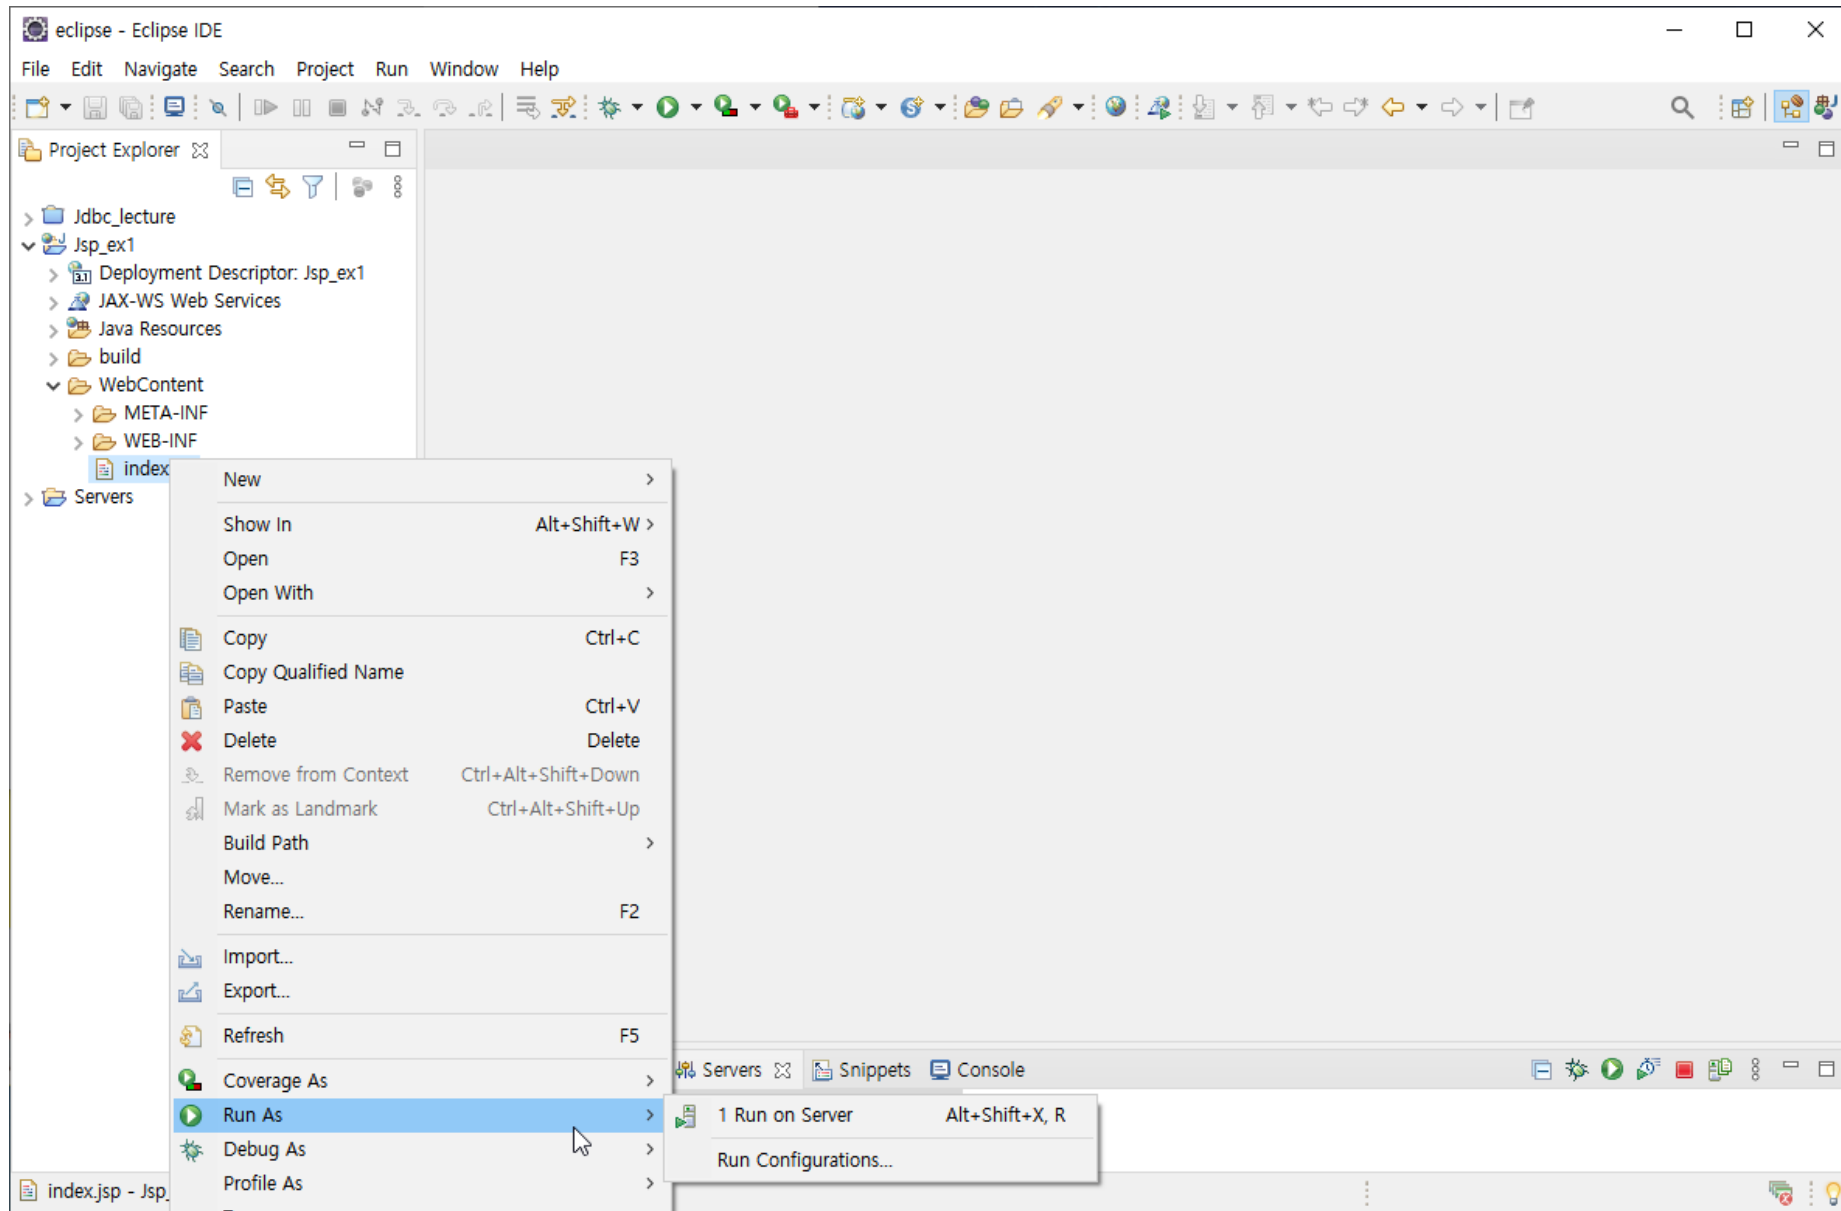 eclipse - Eclipse IDE
File Edit Navigate Search Project Run Window Help
Project Explorer
Jdbc_lecture
Jsp_ex1
3.1 Deployment Descriptor: Jsp_ex1
JAX-WS Web Services
Java Resources
build
WebContent
META-INF
WEB-INF
index
Servers
New
Show In Alt+Shift+W
Open F3
Open With
Copy Ctrl+C
Copy Qualified Name
Paste Ctrl+V
Delete Delete
Remove from Context Ctrl+Alt+Shift+Down
Mark as Landmark Ctrl+Alt+Shift+Up
Build Path
Move...
Rename... F2
Import...
Export...
Refresh F5
Coverage As
Run As
Debug As
Profile As
Servers Snippets Console
1 Run on Server Alt+Shift+X, R
Run Configurations...
index.jsp - Jsp_